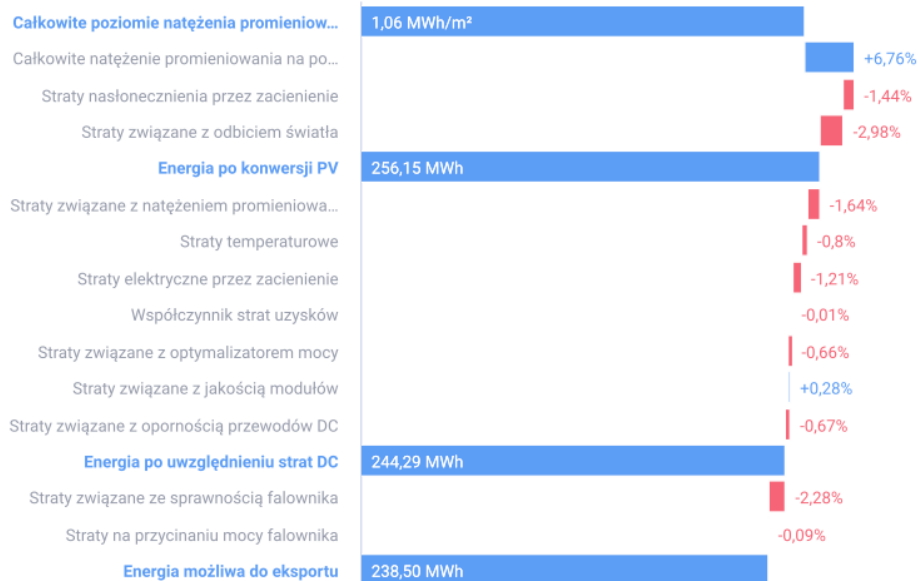 Całkowite poziomie natężenia promieniow... 1,06 MWh/m²
Całkowite natężenie promieniowania na po... +6,76%
Straty nasłonecznienia przez zacienienie -1,44%
Straty związane z odbiciem światła -2,98%
Energia po konwersji PV 256,15 MWh
Straty związane z natężeniem promieniowa... -1,64%
Straty temperaturowe -0,8%
Straty elektryczne przez zacienienie -1,21%
Współczynnik strat uzysków -0,01%
Straty związane z optymalizatorem mocy -0,66%
Straty związane z jakością modułów +0,28%
Straty związane z opornością przewodów DC -0,67%
Energia po uwzględnieniu strat DC 244,29 MWh
Straty związane ze sprawnością falownika -2,28%
Straty na przycinaniu mocy falownika -0,09%
Energia możliwa do eksportu 238,50 MWh